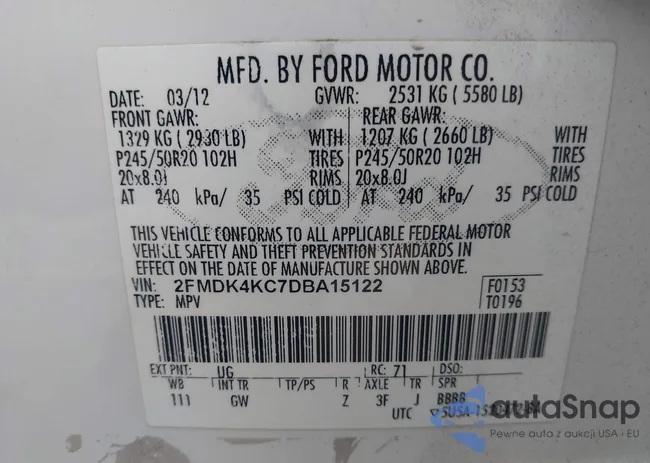 MFD. BY FORD MOTOR CO.
DATE: 03/12 GVWR: 2531 KG ( 5580 LB)
FRONT GAWR: REAR GAWR:
1329 KG ( 2930 LB) WITH 1207 KG ( 2660 LB) WITH
P245/50R20 102H TIRES P245/50R20 102H TIRES
20x8.0J RIMS 20x8.0J RIMS
AT 240 kPa/ 35 PSI COLD AT 240 kPa/ 35 PSI COLD
THIS VEHICLE CONFORMS TO ALL APPLICABLE FEDERAL MOTOR
VEHICLE SAFETY AND THEFT PREVENTION STANDARDS IN
EFFECT ON THE DATE OF MANUFACTURE SHOWN ABOVE.
VIN: 2FMDK4KC7DBA15122 F0153
TYPE: MPV T0196
EXT PNT: UG RC: 71 DSO:
WB INT TR TP/PS R AXLE TR SPR
111 GW Z 3F J BBBB
UTC
autaSnap
Pewne auta z aukcji USA i EU